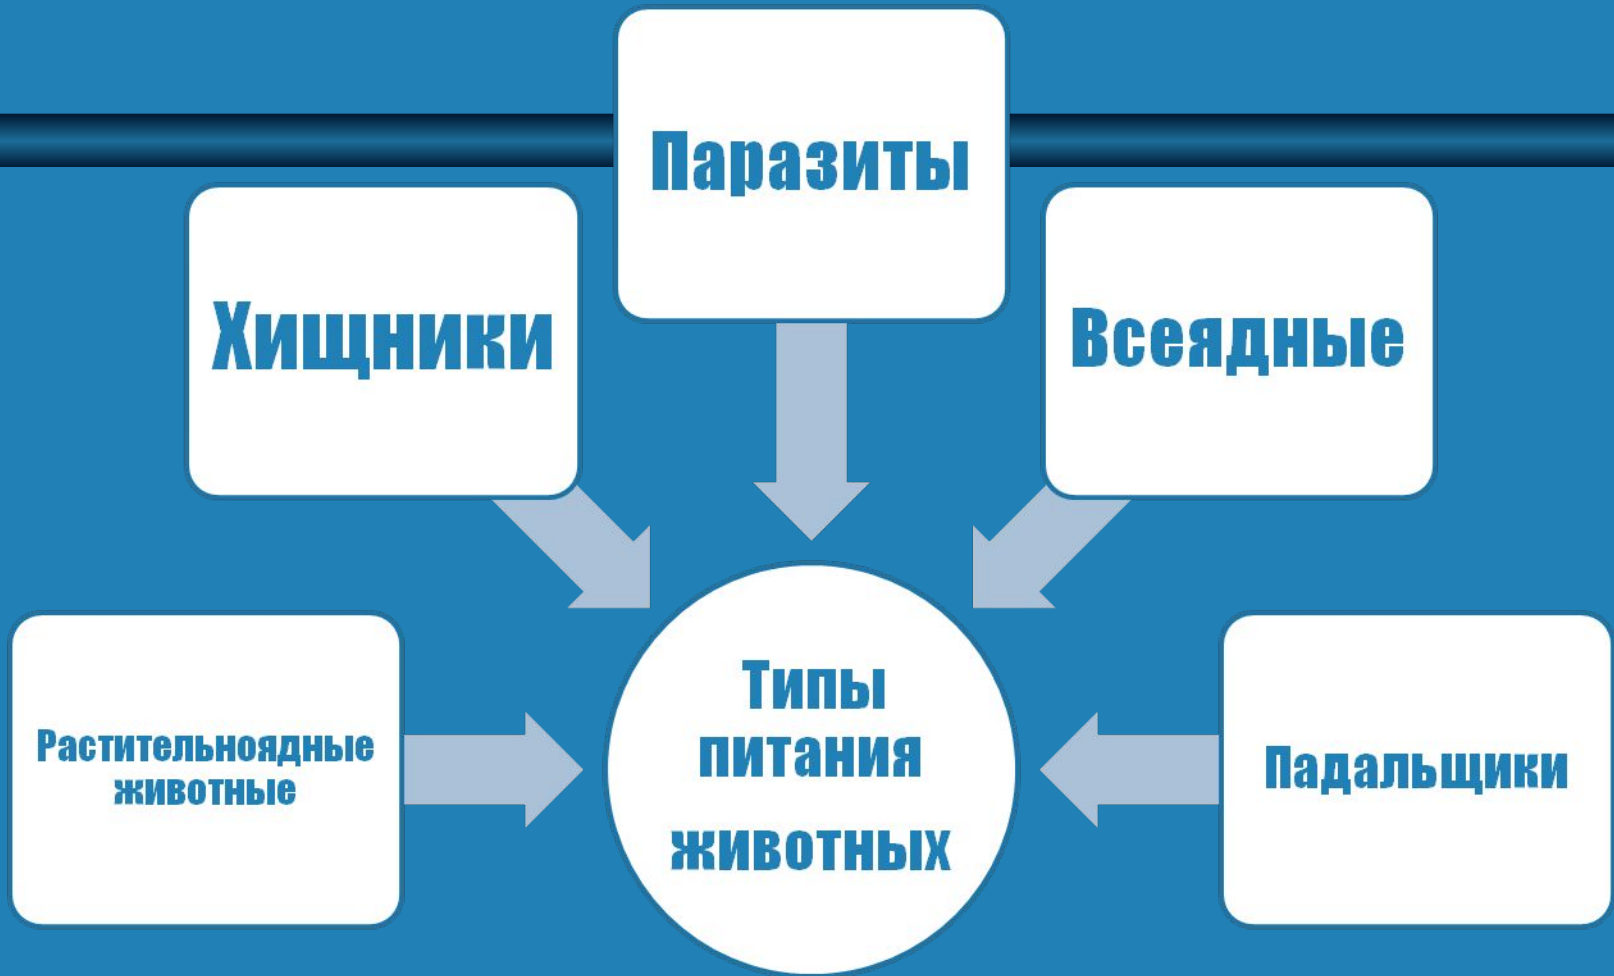 Паразиты
Хищники
Всеядные
Растительноядные
животные
Типы
питания
животных
Падальщики